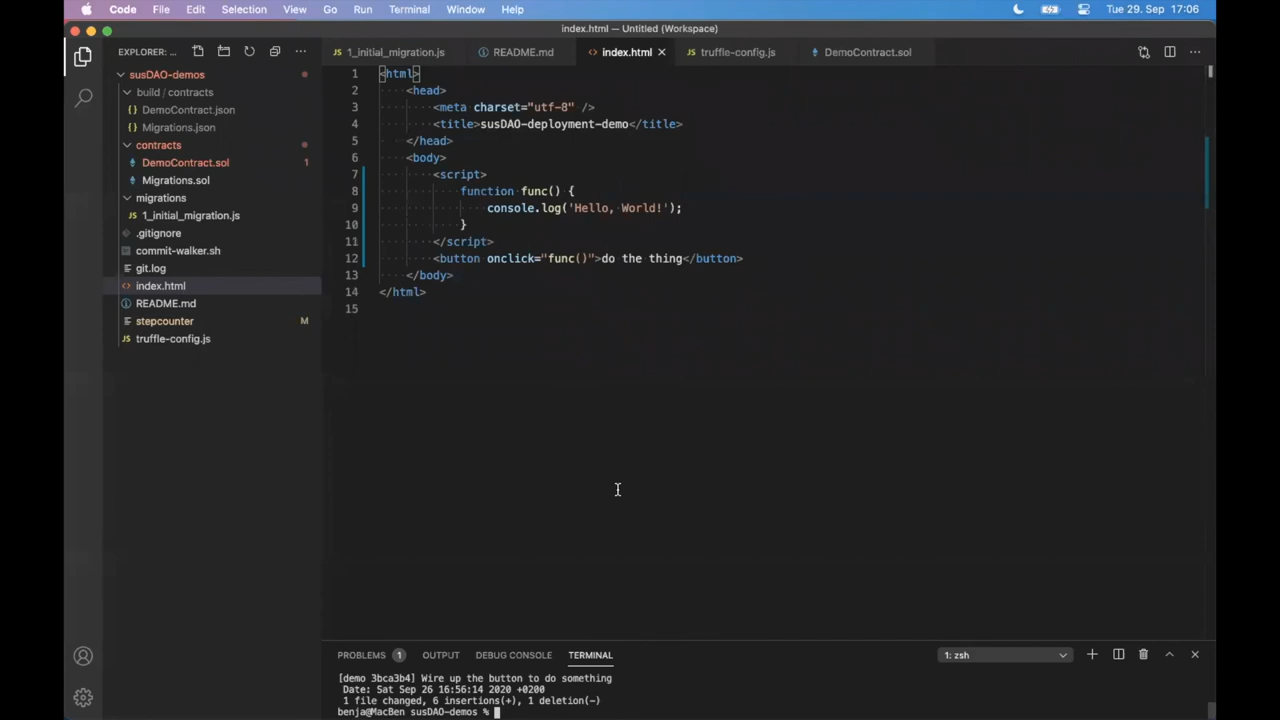 Code File Edit Selection View Go Run Terminal Window Help Tue 29. Sep 17:06
index.html — Untitled (Workspace)
EXPLORER: ...
1_initial_migration.js README.md index.html truffle-config.js DemoContract.sol
susDAO-demos
build / contracts
DemoContract.json
Migrations.json
contracts
DemoContract.sol 1
Migrations.sol
migrations
1_initial_migration.js
.gitignore
commit-walker.sh
git.log
index.html
README.md
stepcounter M
truffle-config.js
1 <html>
2 <head>
3 <meta charset="utf-8" />
4 <title>susDAO-deployment-demo</title>
5 </head>
6 <body>
7 <script>
8 function func() {
9 console.log('Hello, World!');
10 }
11 </script>
12 <button onclick="func()">do the thing</button>
13 </body>
14 </html>
15
PROBLEMS 1 OUTPUT DEBUG CONSOLE TERMINAL 1: zsh
[demo 3bca3b4] Wire up the button to do something
Date: Sat Sep 26 16:56:14 2020 +0200
1 file changed, 6 insertions(+), 1 deletion(-)
benja@MacBen susDAO-demos %